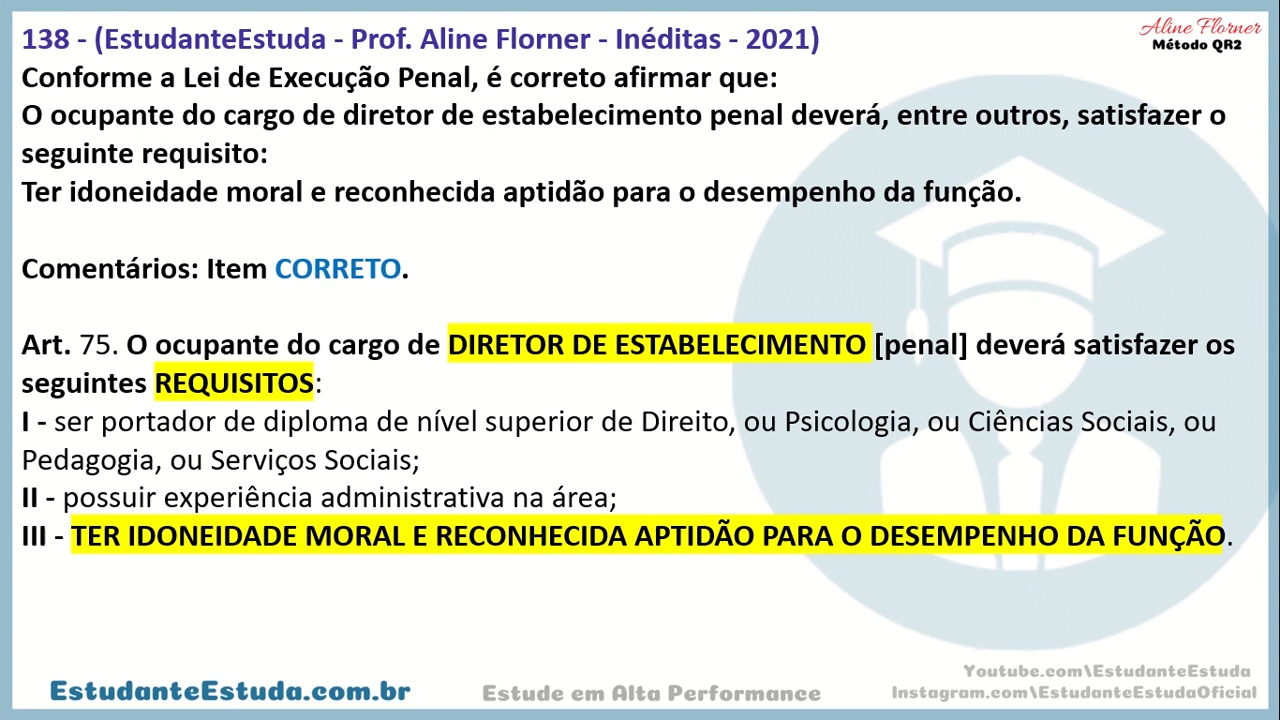 138 - (EstudanteEstuda - Prof. Aline Florner - Inéditas - 2021)
Aline Florner
Método QR2
Conforme a Lei de Execução Penal, é correto afirmar que:
O ocupante do cargo de diretor de estabelecimento penal deverá, entre outros, satisfazer o
seguinte requisito:
Ter idoneidade moral e reconhecida aptidão para o desempenho da função.
Comentários: Item CORRETO.
Art. 75. O ocupante do cargo de DIRETOR DE ESTABELECIMENTO [penal] deverá satisfazer os
seguintes REQUISITOS:
I - ser portador de diploma de nível superior de Direito, ou Psicologia, ou Ciências Sociais, ou
Pedagogia, ou Serviços Sociais;
II - possuir experiência administrativa na área;
III - TER IDONEIDADE MORAL E RECONHECIDA APTIDÃO PARA O DESEMPENHO DA FUNÇÃO.
EstudanteEstuda.com.br
Estude em Alta Performance
Youtube.com\EstudanteEstuda
Instagram.com\EstudanteEstudaOficial